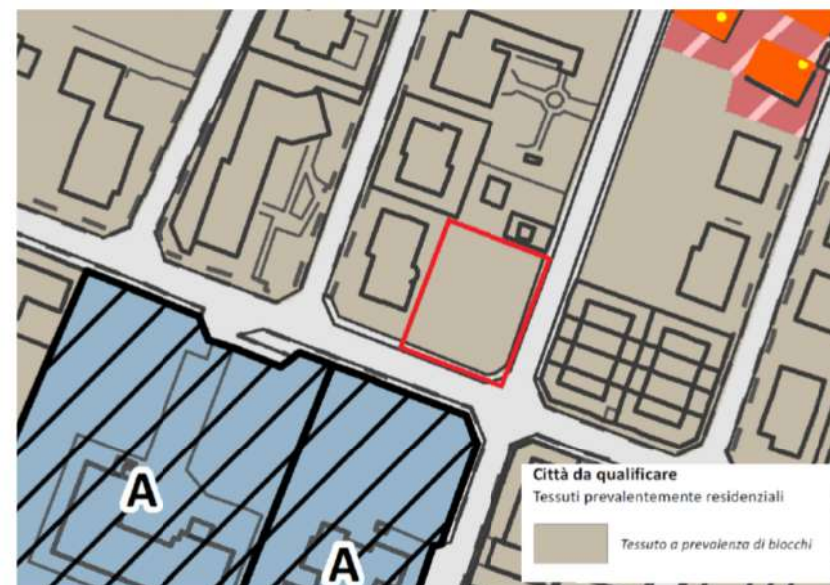 A
A
Città da qualificare
Tessuti prevalentemente residenziali
Tessuto a prevalenza di blocchi